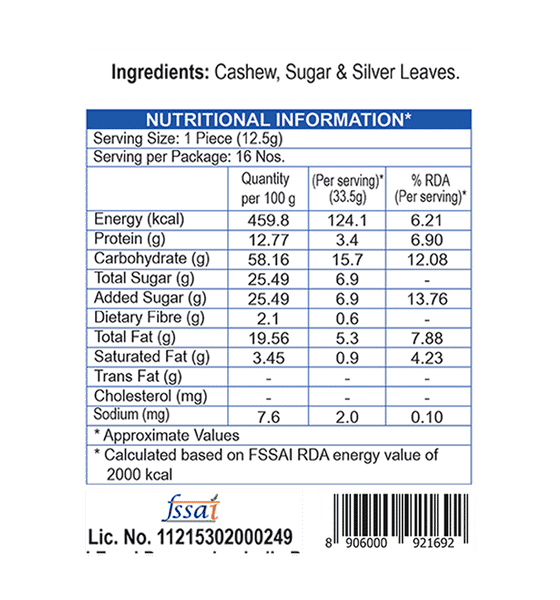 Ingredients: Cashew, Sugar & Silver Leaves.
NUTRITIONAL INFORMATION*
Serving Size: 1 Piece (12.5g)
Serving per Package: 16 Nos.
Quantity per 100 g (Per serving)* (33.5g) % RDA (Per serving)*
Energy (kcal) 459.8 124.1 6.21
Protein (g) 12.77 3.4 6.90
Carbohydrate (g) 58.16 15.7 12.08
Total Sugar (g) 25.49 6.9 -
Added Sugar (g) 25.49 6.9 13.76
Dietary Fibre (g) 2.1 0.6 -
Total Fat (g) 19.56 5.3 7.88
Saturated Fat (g) 3.45 0.9 4.23
Trans Fat (g) - - -
Cholesterol (mg) - - -
Sodium (mg) 7.6 2.0 0.10
* Approximate Values
* Calculated based on FSSAI RDA energy value of
2000 kcal
fssai
Lic. No. 11215302000249
8 906000 921692